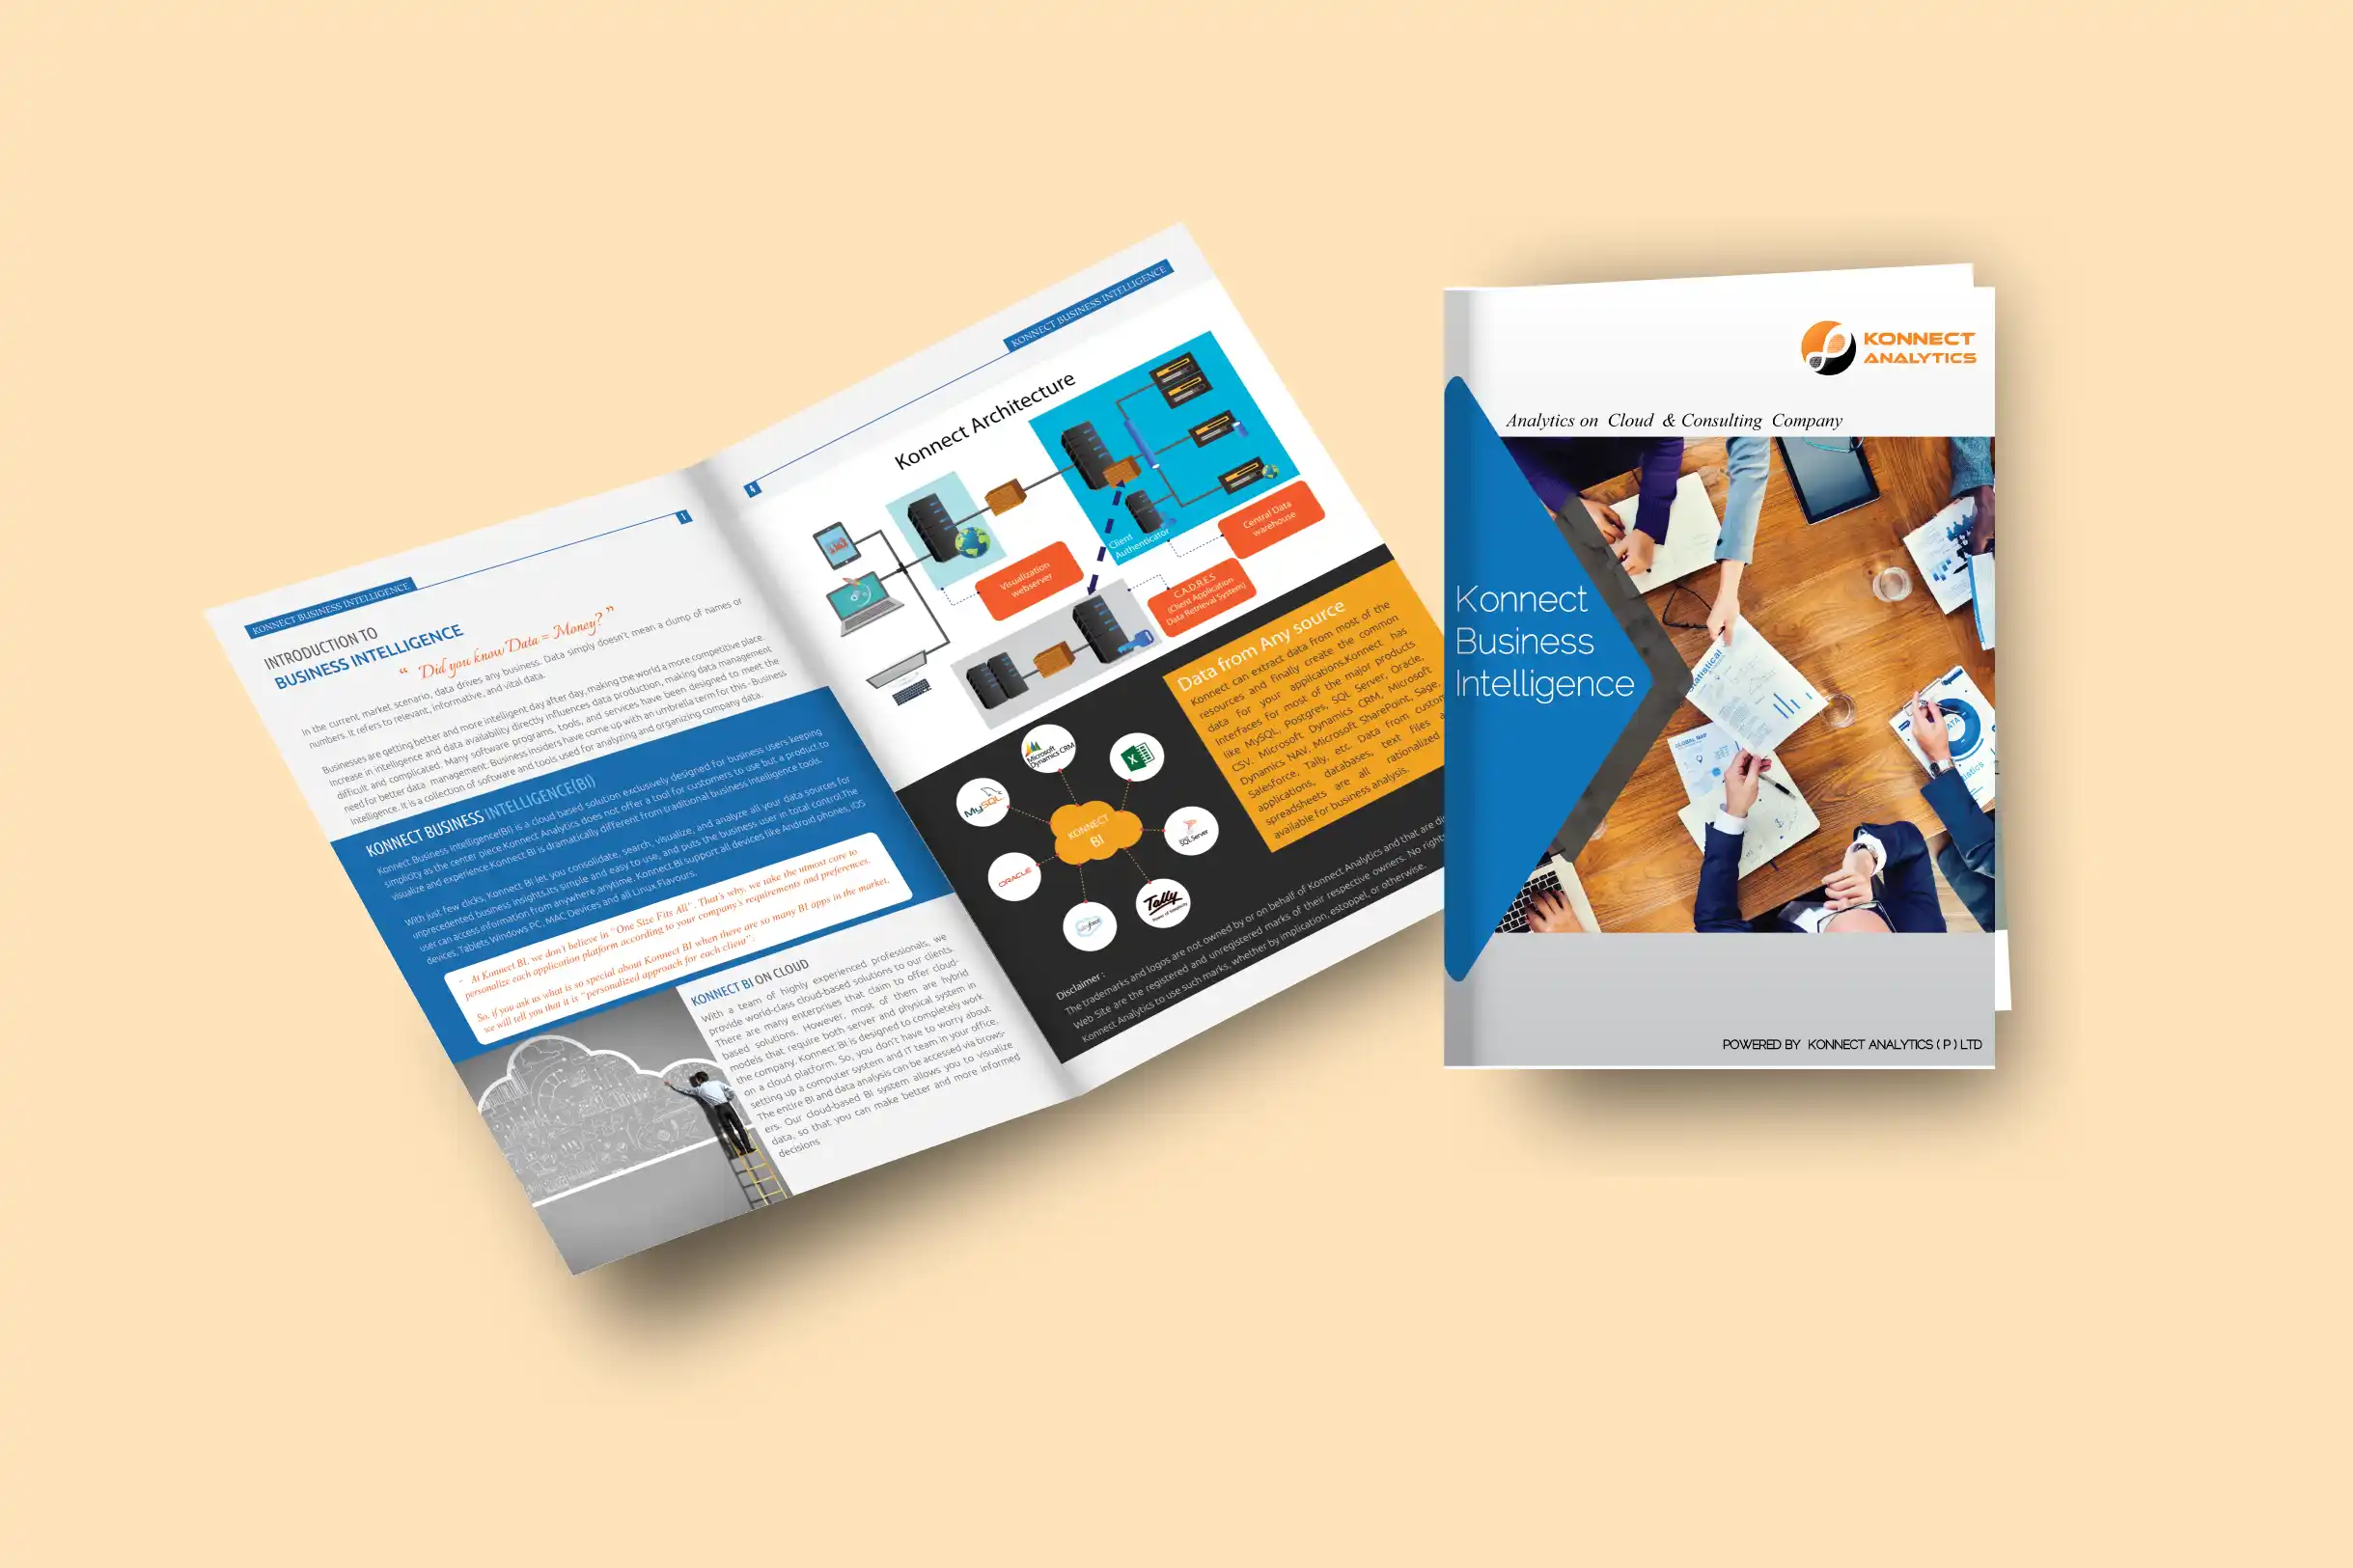 KONNECT BUSINESS INTELLIGENCE
1
INTRODUCTION TO
BUSINESS INTELLIGENCE
“ Did you know Data = Money? ”
In the current market scenario, data drives any business. Data simply doesn't mean a clump of names or
numbers. It refers to relevant, informative, and vital data.
Businesses are getting better and more intelligent day after day, making the world a more competitive place.
Increase in intelligence and data availability directly influences data production, making data management
difficult and complicated. Many software programs, tools, and services have been designed to meet the
need for better data management. Business insiders have come up with an umbrella term for this - Business
Intelligence. It is a collection of software and tools used for analyzing and organizing company data.
KONNECT BUSINESS INTELLIGENCE(BI)
Konnect Business Intelligence(BI) is a cloud based solution exclusively designed for business users keeping
simplicity as the center piece.Konnect Analytics does not offer a tool for customers to use but a product to
visualize and experience.Konnect BI is dramatically different from traditional business intelligence tools.
With just few clicks, Konnect BI let you consolidate, search, visualize, and analyze all your data sources for
unprecedented business insights.Its simple and easy to use, and puts the business user in total control.The
user can access information from anywhere anytime. Konnect BI support all devices like Android phones, iOS
devices, Tablets Windows PC, MAC Devices and all Linux Flavours.
At Konnect BI, we don't believe in "One Size Fits All". That's why, we take the utmost care to
personalize each application platform according to your company's requirements and preferences.
So, if you ask us what is so special about Konnect BI when there are so many BI apps in the market,
we will tell you that it is "personalized approach for each client".
KONNECT BI ON CLOUD
With a team of highly experienced professionals, we
provide world-class cloud-based solutions to our clients.
There are many enterprises that claim to offer cloud-
based solutions. However, most of them are hybrid
models that require both server and physical system in
the company. Konnect BI is designed to completely work
on a cloud platform. So, you don't have to worry about
setting up a computer system and IT team in your office.
The entire BI and data analysis can be accessed via brows-
ers. Our cloud-based BI system allows you to visualize
data, so that you can make better and more informed
decisions
KONNECT BUSINESS INTELLIGENCE
4
Konnect Architecture
Client
Authenticator
Central Data
warehouse
Visualization
webserver
C.A.D.R.E.S
(Client Application
Data Retrieval System)
Data from Any source
Konnect can extract data from most of the
resources and finally create the common
data for your applications.Konnect has
Interfaces for most of the major products
like MySQL, Postgres, SQL Server, Oracle,
CSV. Microsoft Dynamics CRM, Microsoft
Dynamics NAV, Microsoft SharePoint, Sage,
Salesforce, Tally, etc. Data from custom
applications, databases, text files
spreadsheets are all rationalized
available for business analysis.
Microsoft
Dynamics CRM
X
MySQL
KONNECT
BI
SQL Server
ORACLE
Tally
Disclaimer :
The trademarks and logos are not owned by or on behalf of Konnect Analytics and that are
Web Site are the registered and unregistered marks of their respective owners. No
Konnect Analytics to use such marks, whether by implication, estoppel, or otherwise.
KONNECT
ANALYTICS
Analytics on Cloud & Consulting Company
Konnect
Business
Intelligence
Statistical
GLOBAL MAP
DATA
POWERED BY KONNECT ANALYTICS ( P ) LTD